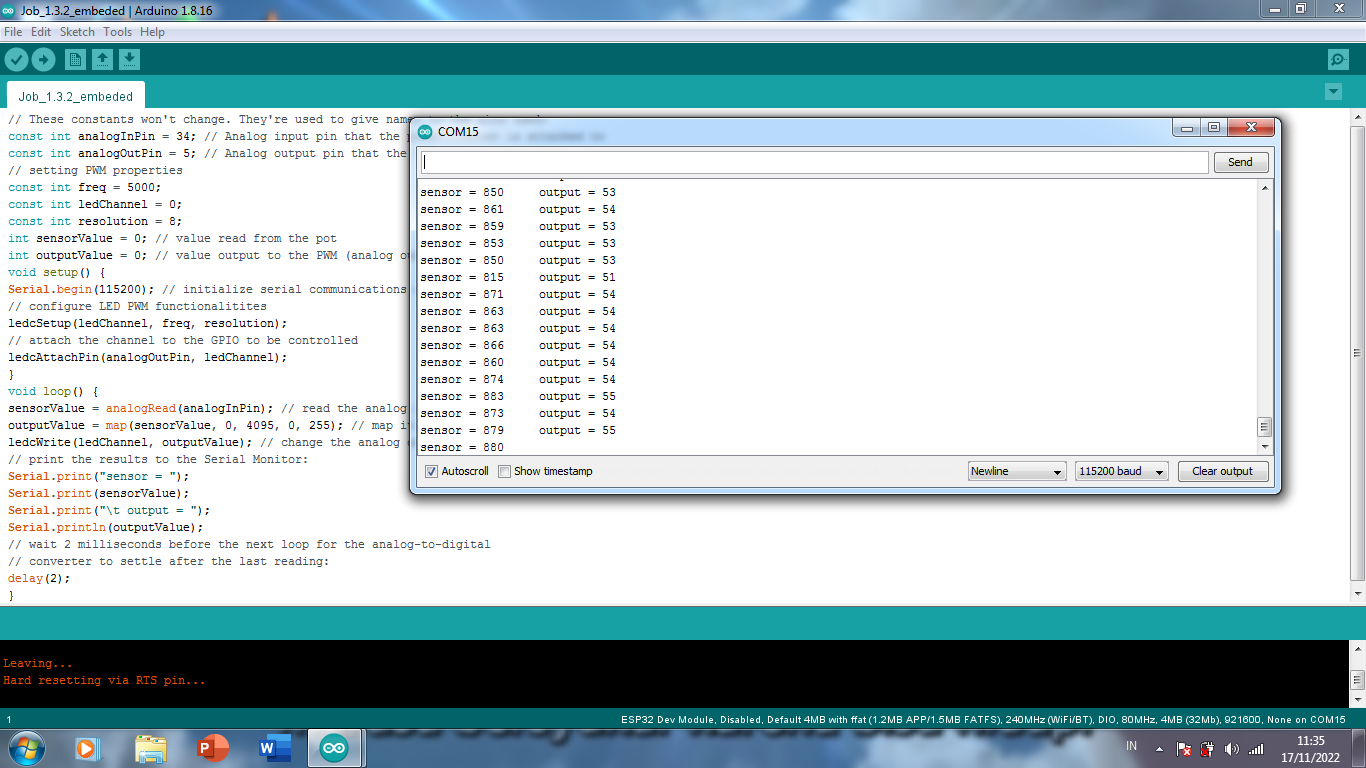 Job_1.3.2_embeded | Arduino 1.8.16
File Edit Sketch Tools Help
Job_1.3.2_embeded
// These constants won't change. They're used to give
const int analogInPin = 34; // Analog input pin that the
const int analogOutPin = 5; // Analog output pin that the
// setting PWM properties
const int freq = 5000;
const int ledChannel = 0;
const int resolution = 8;
int sensorValue = 0; // value read from the pot
int outputValue = 0; // value output to the PWM (analog
void setup() {
Serial.begin(115200); // initialize serial communications
// configure LED PWM functionalitites
ledcSetup(ledChannel, freq, resolution);
// attach the channel to the GPIO to be controlled
ledcAttachPin(analogOutPin, ledChannel);
}
void loop() {
sensorValue = analogRead(analogInPin); // read the analog
outputValue = map(sensorValue, 0, 4095, 0, 255); // map
ledcWrite(ledChannel, outputValue); // change the analog
// print the results to the Serial Monitor:
Serial.print("sensor = ");
Serial.print(sensorValue);
Serial.print("\t output = ");
Serial.println(outputValue);
// wait 2 milliseconds before the next loop for the analog-to-digital
// converter to settle after the last reading:
delay(2);
}
COM15
Send
sensor = 850 output = 53
sensor = 861 output = 54
sensor = 859 output = 53
sensor = 853 output = 53
sensor = 850 output = 53
sensor = 815 output = 51
sensor = 871 output = 54
sensor = 863 output = 54
sensor = 863 output = 54
sensor = 866 output = 54
sensor = 860 output = 54
sensor = 874 output = 54
sensor = 883 output = 55
sensor = 873 output = 54
sensor = 879 output = 55
sensor = 880
Autoscroll Show timestamp Newline 115200 baud Clear output
Leaving...
Hard resetting via RTS pin...
1 ESP32 Dev Module, Disabled, Default 4MB with ffat (1.2MB APP/1.5MB FATFS), 240MHz (WiFi/BT), DIO, 80MHz, 4MB (32Mb), 921600, None on COM15
IN
11:35
17/11/2022